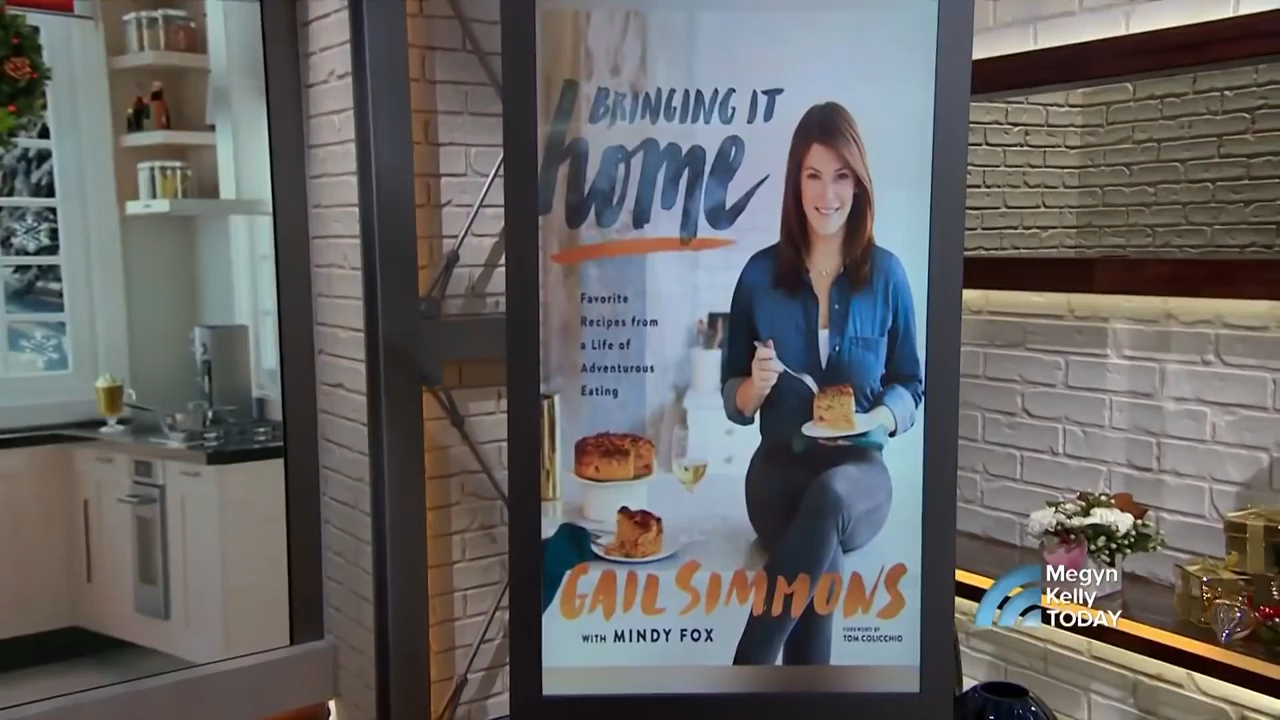 BRINGING IT
home
Favorite
Recipes from
a Life of
Adventurous
Eating
GAIL SIMMONS
WITH MINDY FOX
FOREWORD BY
TOM COLICCHIO
Megyn
Kelly
TODAY